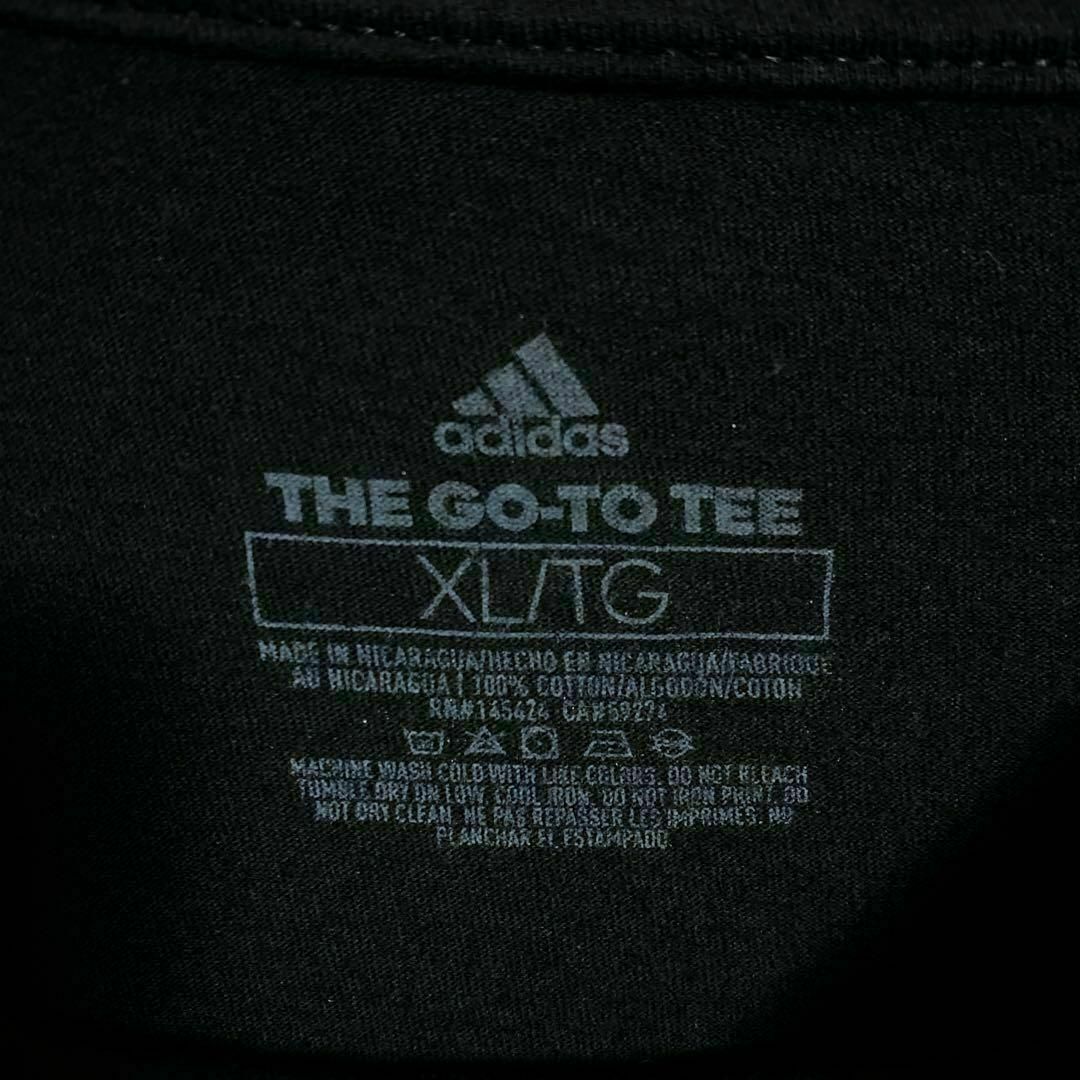 adidas
THE GO-TO TEE
XL/TG
MADE IN NICARAGUA/HECHO EN NICARAGUA/FABRIQUE
AU NICARAGUA | 100% COTTON/ALGODON/COTON
RN#145424 CA#59274
MACHINE WASH COLD WITH LIKE COLORS. DO NOT BLEACH
TUMBLE DRY ON LOW. COOL IRON. DO NOT IRON PRINT. DO
NOT DRY CLEAN. NE PAS REPASSER LES IMPRIMES. NO
PLANCHAR EL ESTAMPADO.